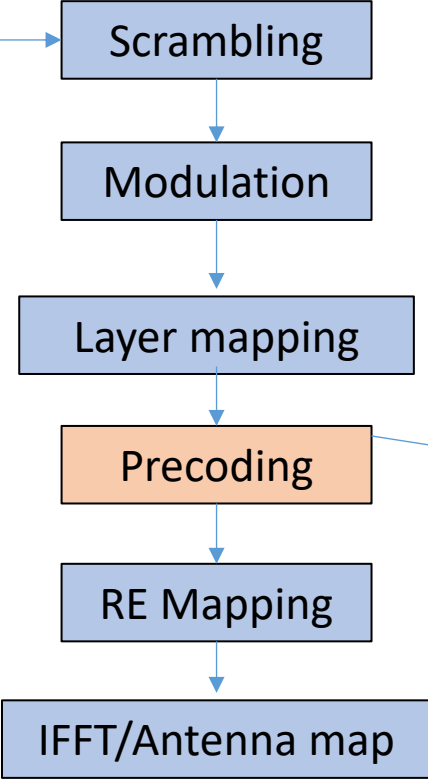 Scrambling
Modulation
Layer mapping
Precoding
RE Mapping
IFFT/Antenna map